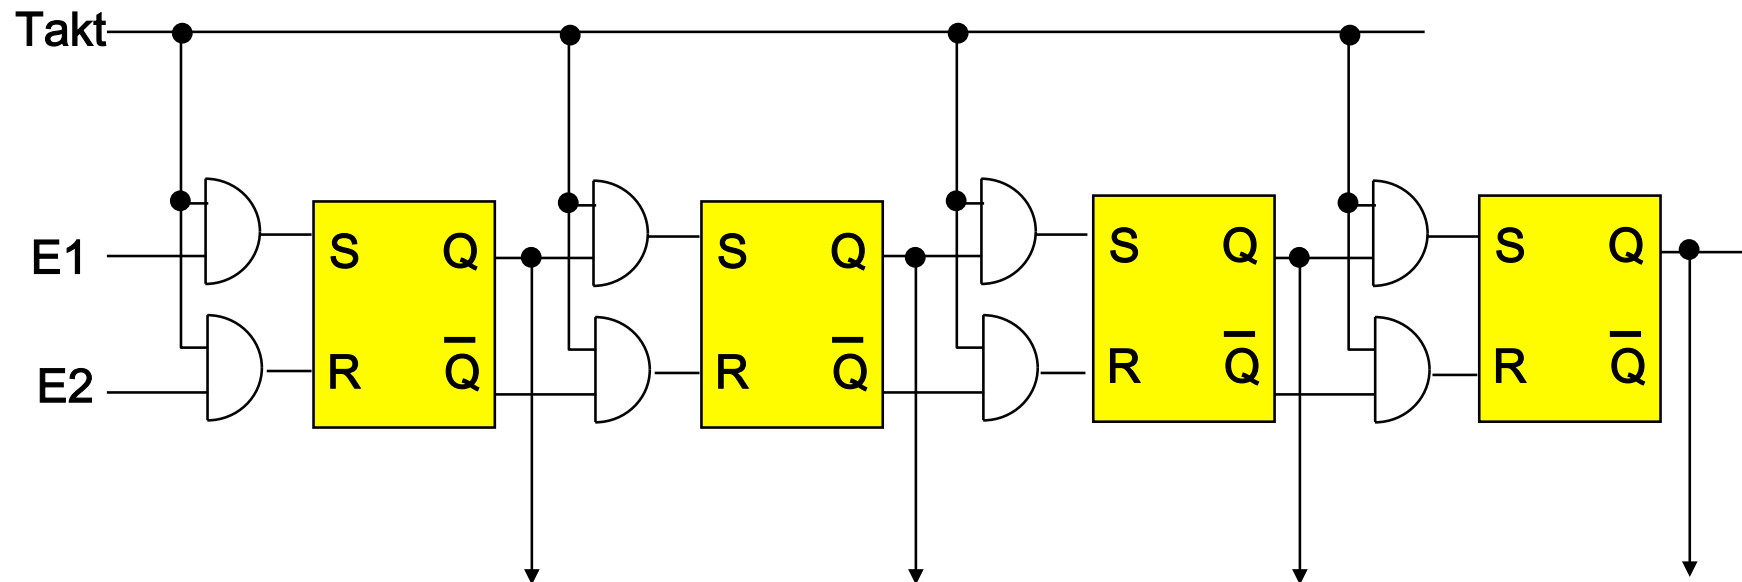 Takt
E1
S Q S Q S Q S Q
E2
R Q̅ R Q̅ R Q̅ R Q̅